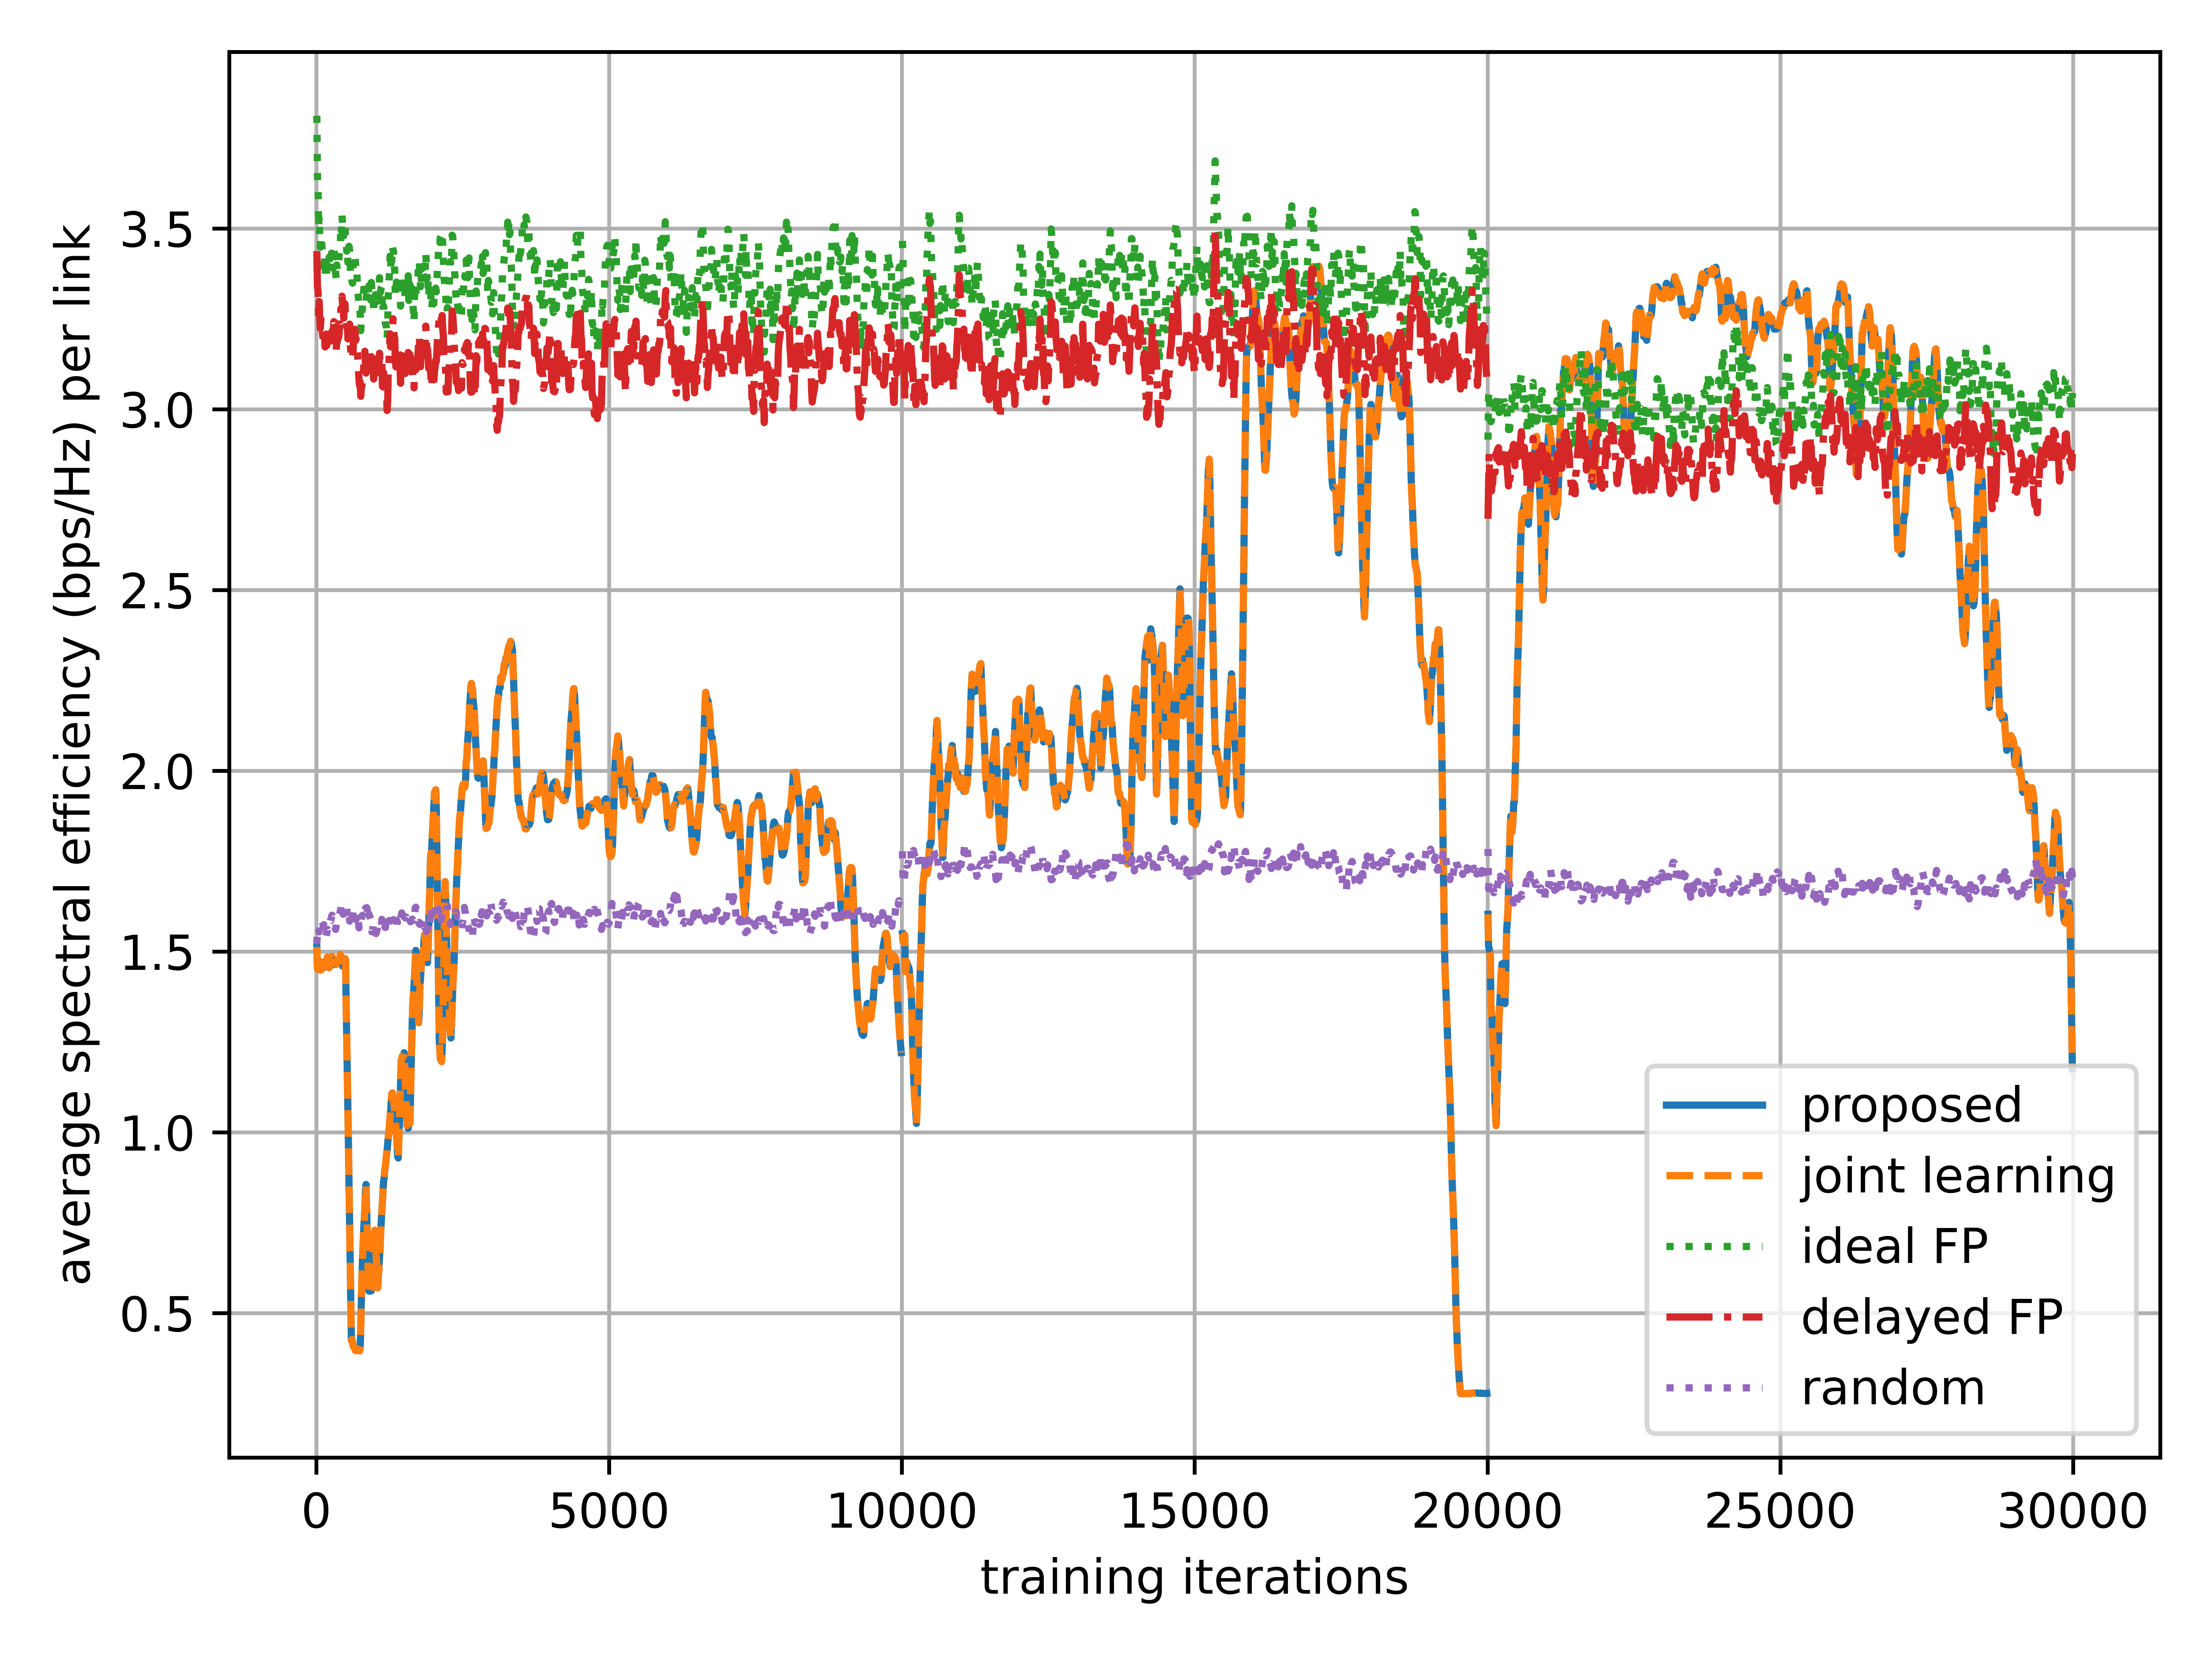 average spectral efficiency (bps/Hz) per link
3.5
3.0
2.5
2.0
1.5
1.0
0.5
0 5000 10000 15000 20000 25000 30000
training iterations
proposed
joint learning
ideal FP
delayed FP
random